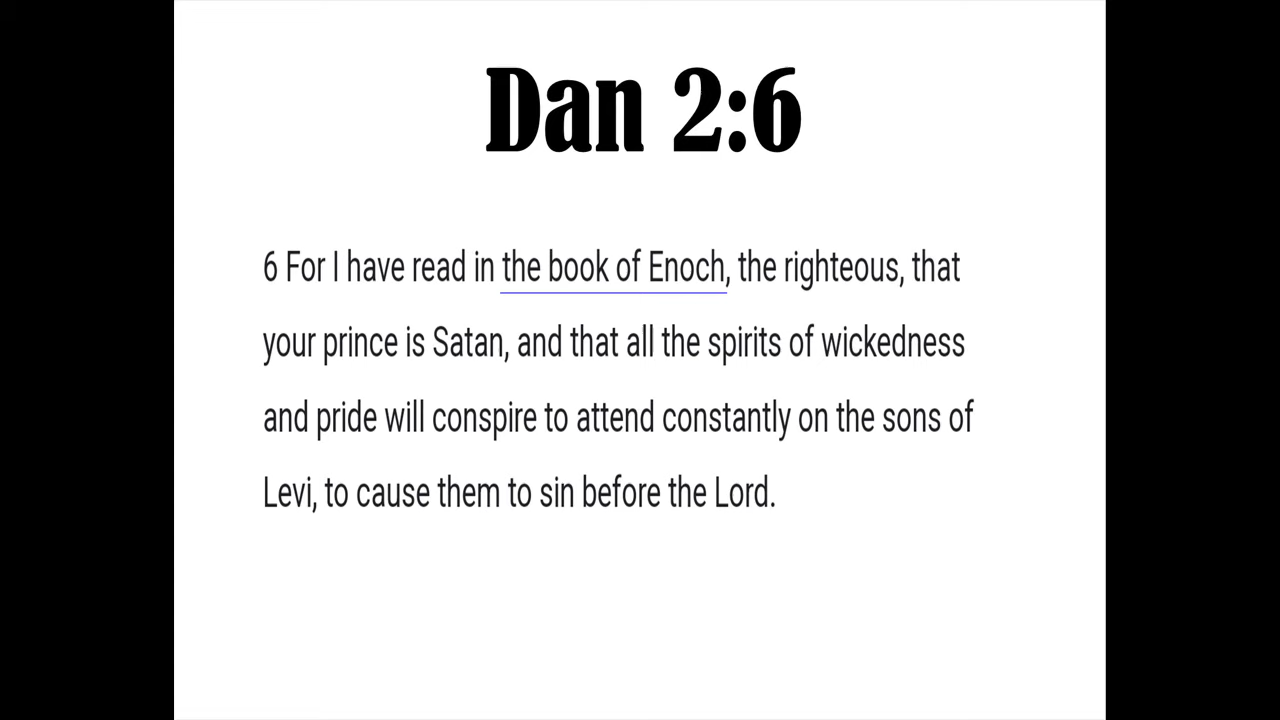 Dan 2:6
6 For I have read in the book of Enoch, the righteous, that
your prince is Satan, and that all the spirits of wickedness
and pride will conspire to attend constantly on the sons of
Levi, to cause them to sin before the Lord.